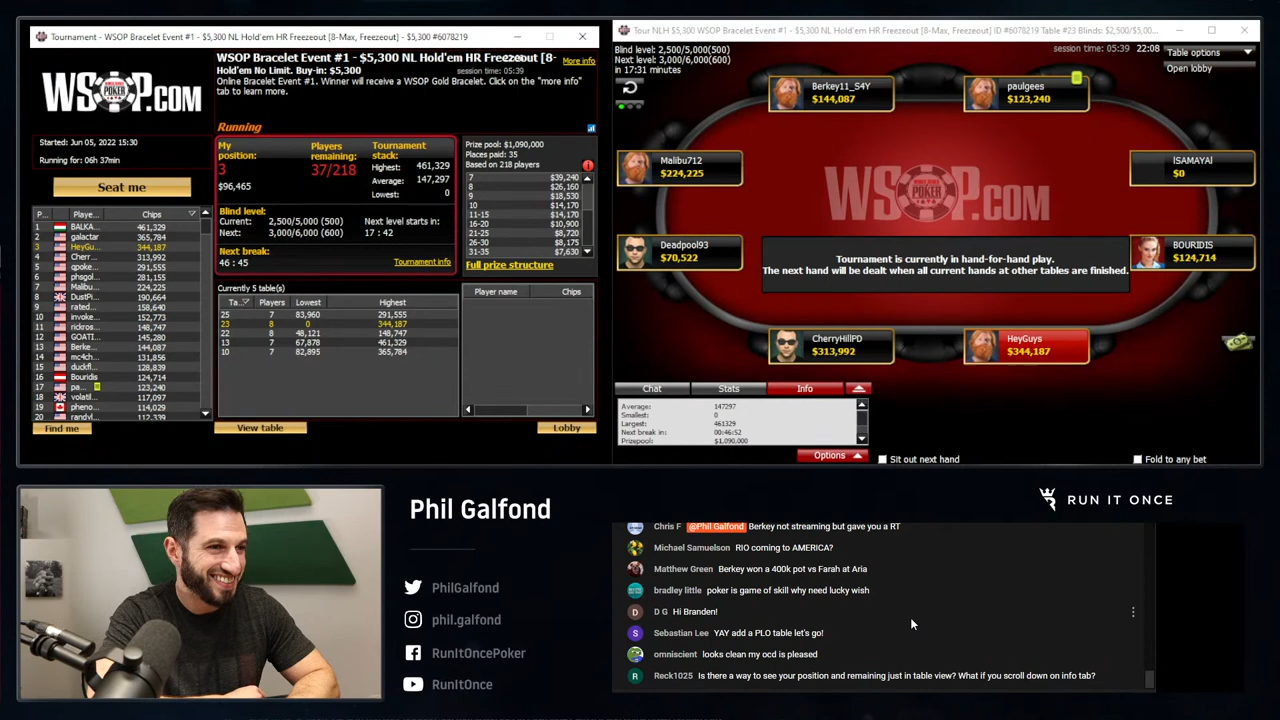 Tournament - WSOP Bracelet Event #1 - $5,300 NL Hold'em HR Freezeout [8-Max, Freezeout] #6078219
WSOP.COM
WSOP Bracelet Event #1 - $5,300 NL Hold'em HR Freezeout [8-
More info
Hold'em No Limit. Buy-in: $5,300
session time: 05:39
Online Bracelet Event #1. Winner will receive a WSOP Gold Bracelet. Click on the "more info"
tab to learn more.
Running
Started: Jun 05, 2022 15:30
Running for: 06h 37min
Seat me
My position:
3
$96,465
Players remaining:
37/218
Tournament stack:
Highest: 461,329
Average: 147,297
Lowest: 0
Blind level:
Current: 2,500/5,000 (500)
Next: 3,000/6,000 (600)
Next level starts in:
17 : 42
Next break:
46 : 45
Tournament info
Prize pool: $1,090,000
Places paid: 35
Based on 218 players
7 $39,240
8 $26,160
9 $18,530
10 $14,170
11-15 $14,170
16-20 $10,900
21-25 $8,720
26-30 $8,175
31-35 $7,630
Full prize structure
P... Playe... Chips
1 BALKA... 461,329
2 galactar 365,784
3 HeyGu... 344,187
4 Cherr... 313,992
5 qpoke... 291,555
6 phsgol... 281,155
7 Malibu... 224,225
8 DustPi... 190,664
9 rated... 158,640
10 invoke... 152,773
11 rickros... 148,747
12 GOATI... 145,280
13 Berke... 144,087
14 mc4ch... 131,856
15 duckfl... 128,839
16 Bouridis 124,714
17 pa... 123,240
18 volatil... 117,097
19 pheno... 114,029
20 randyl... 112,339
Find me
Currently 5 table(s)
Ta... Players Lowest Highest
25 7 83,960 291,555
23 8 0 344,187
22 8 48,121 148,747
13 7 67,878 461,329
10 7 82,895 365,784
Player name Chips
View table
Lobby
Tour NLH $5,300 WSOP Bracelet Event #1 - $5,300 NL Hold'em HR Freezeout [8-Max, Freezeout] ID #6078219 Table #23 Blinds: $2,500/$5,00...
Blind level: 2,500/5,000(500)
Next level: 3,000/6,000(600)
in 17:31 minutes
session time: 05:39 22:08
Table options
Open lobby
Berkey11_S4Y
$144,087
paulgees
$123,240
Malibu712
$224,225
lSAMAYAl
$0
WSOP.COM
Deadpool93
$70,522
BOURIDIS
$124,714
Tournament is currently in hand-for-hand play.
The next hand will be dealt when all current hands at other tables are finished.
CherryHillPD
$313,992
HeyGuys
$344,187
Chat Stats Info
Average: 147297
Smallest: 0
Largest: 461329
Next break in: 00:46:52
Prizepool: $1,090,000
Options
Sit out next hand
Fold to any bet
Phil Galfond
PhilGalfond
phil.galfond
RunItOncePoker
RunItOnce
RUN IT ONCE
Chris F @Phil Galfond Berkey not streaming but gave you a RT
Michael Samuelson RIO coming to AMERICA?
Matthew Green Berkey won a 400k pot vs Farah at Aria
bradley little poker is game of skill why need lucky wish
D G Hi Branden!
Sebastian Lee YAY add a PLO table let's go!
omniscient looks clean my ocd is pleased
Reck1025 Is there a way to see your position and remaining just in table view? What if you scroll down on info tab?